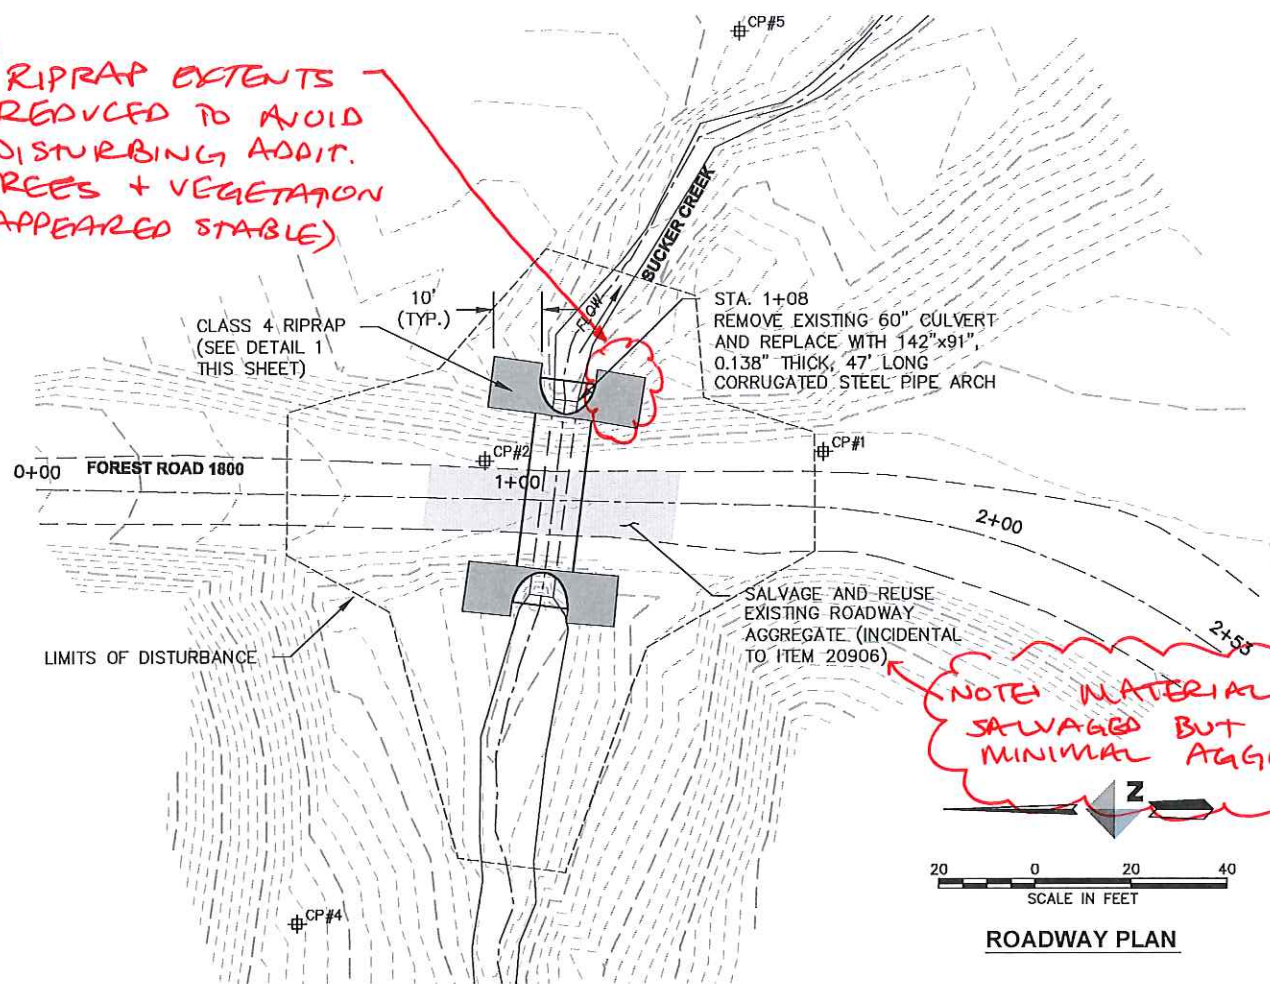 RIPRAP EXTENTS
REDUCED TO AVOID
DISTURBING ADDIT.
TREES + VEGETATION
APPEARED STABLE)
CP#5
SUCKER CREEK
FLOW
10'
(TYP.)
CLASS 4 RIPRAP
(SEE DETAIL 1
THIS SHEET)
STA. 1+08
REMOVE EXISTING 60" CULVERT
AND REPLACE WITH 142"x91",
0.138" THICK, 47' LONG
CORRUGATED STEEL PIPE ARCH
0+00
FOREST ROAD 1800
CP#2
1+00
CP#1
2+00
2+53
SALVAGE AND REUSE
EXISTING ROADWAY
AGGREGATE (INCIDENTAL
TO ITEM 20906)
LIMITS OF DISTURBANCE
NOTE: MATERIAL
SALVAGED BUT
MINIMAL
Z
CP#4
20 0 20 40
SCALE IN FEET
ROADWAY PLAN